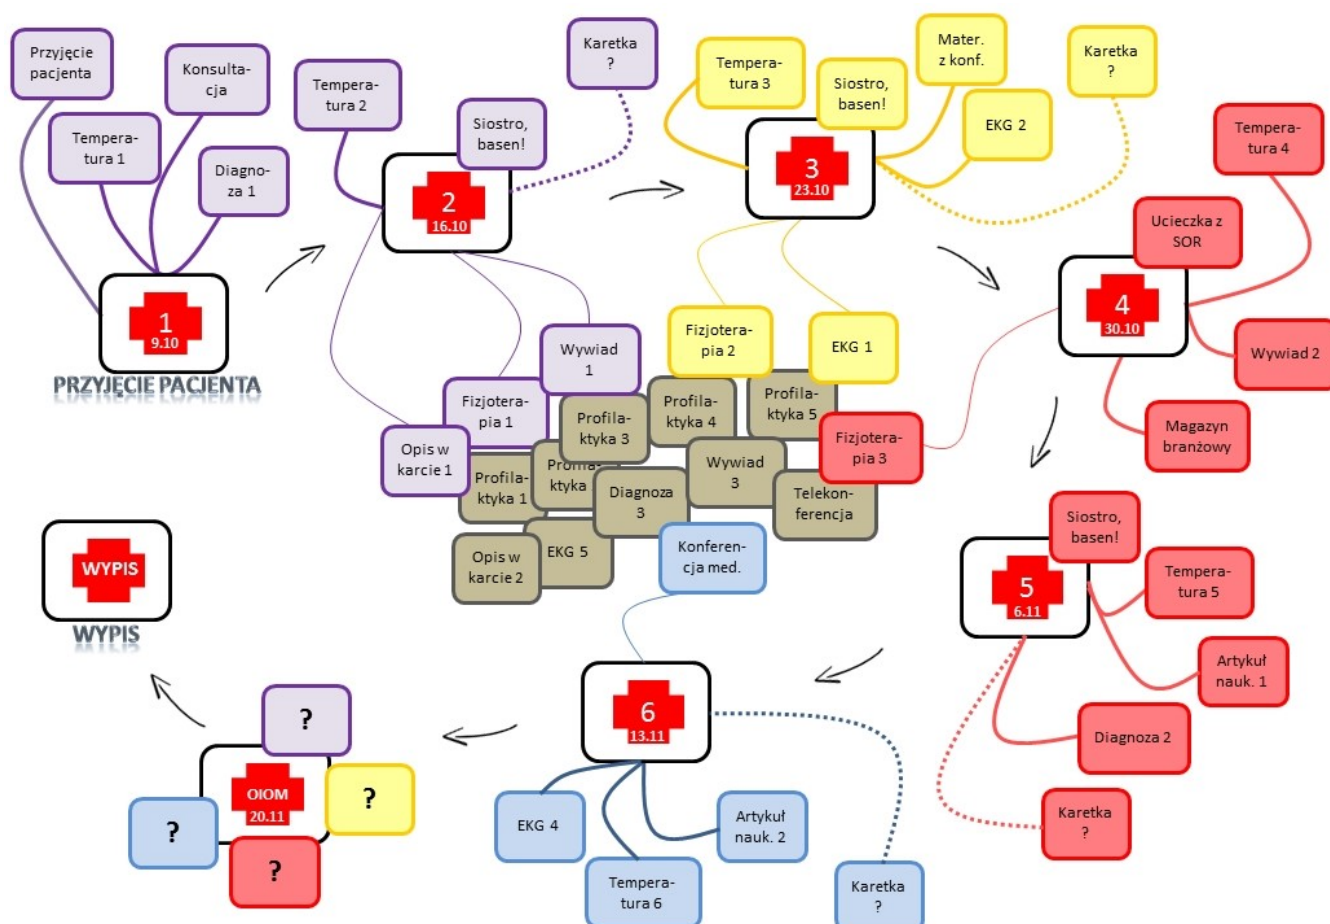 Przyjęcie
pacjenta
Konsulta-
cja
Tempera-
tura 1
Diagno-
za 1
1
9.10
PRZYJĘCIE PACJENTA
Tempera-
tura 2
Siostro,
basen!
Karetka
?
2
16.10
Tempera-
tura 3
Siostro,
basen!
Mater.
z konf.
EKG 2
Karetka
?
3
23.10
Tempera-
tura 4
Ucieczka z
SOR
4
30.10
Wywiad 2
Magazyn
branżowy
Fizjotera-
pia 2
EKG 1
Wywiad
1
Fizjotera-
pia 1
Opis w
karcie 1
Profila-
ktyka 3
Profila-
ktyka 4
Profila-
ktyka 5
Fizjotera-
pia 3
Profila-
ktyka 1
Profila-
ktyka
Diagnoza
3
Wywiad
3
Telekon-
ferencja
Opis w
karcie 2
EKG 5
Konferen-
cja med.
Siostro,
basen!
5
6.11
Tempera-
tura 5
Artykuł
nauk. 1
Diagnoza 2
Karetka
?
6
13.11
EKG 4
Tempera-
tura 6
Artykuł
nauk. 2
Karetka
?
?
?
?
?
OIOM
20.11
WYPIS
WYPIS